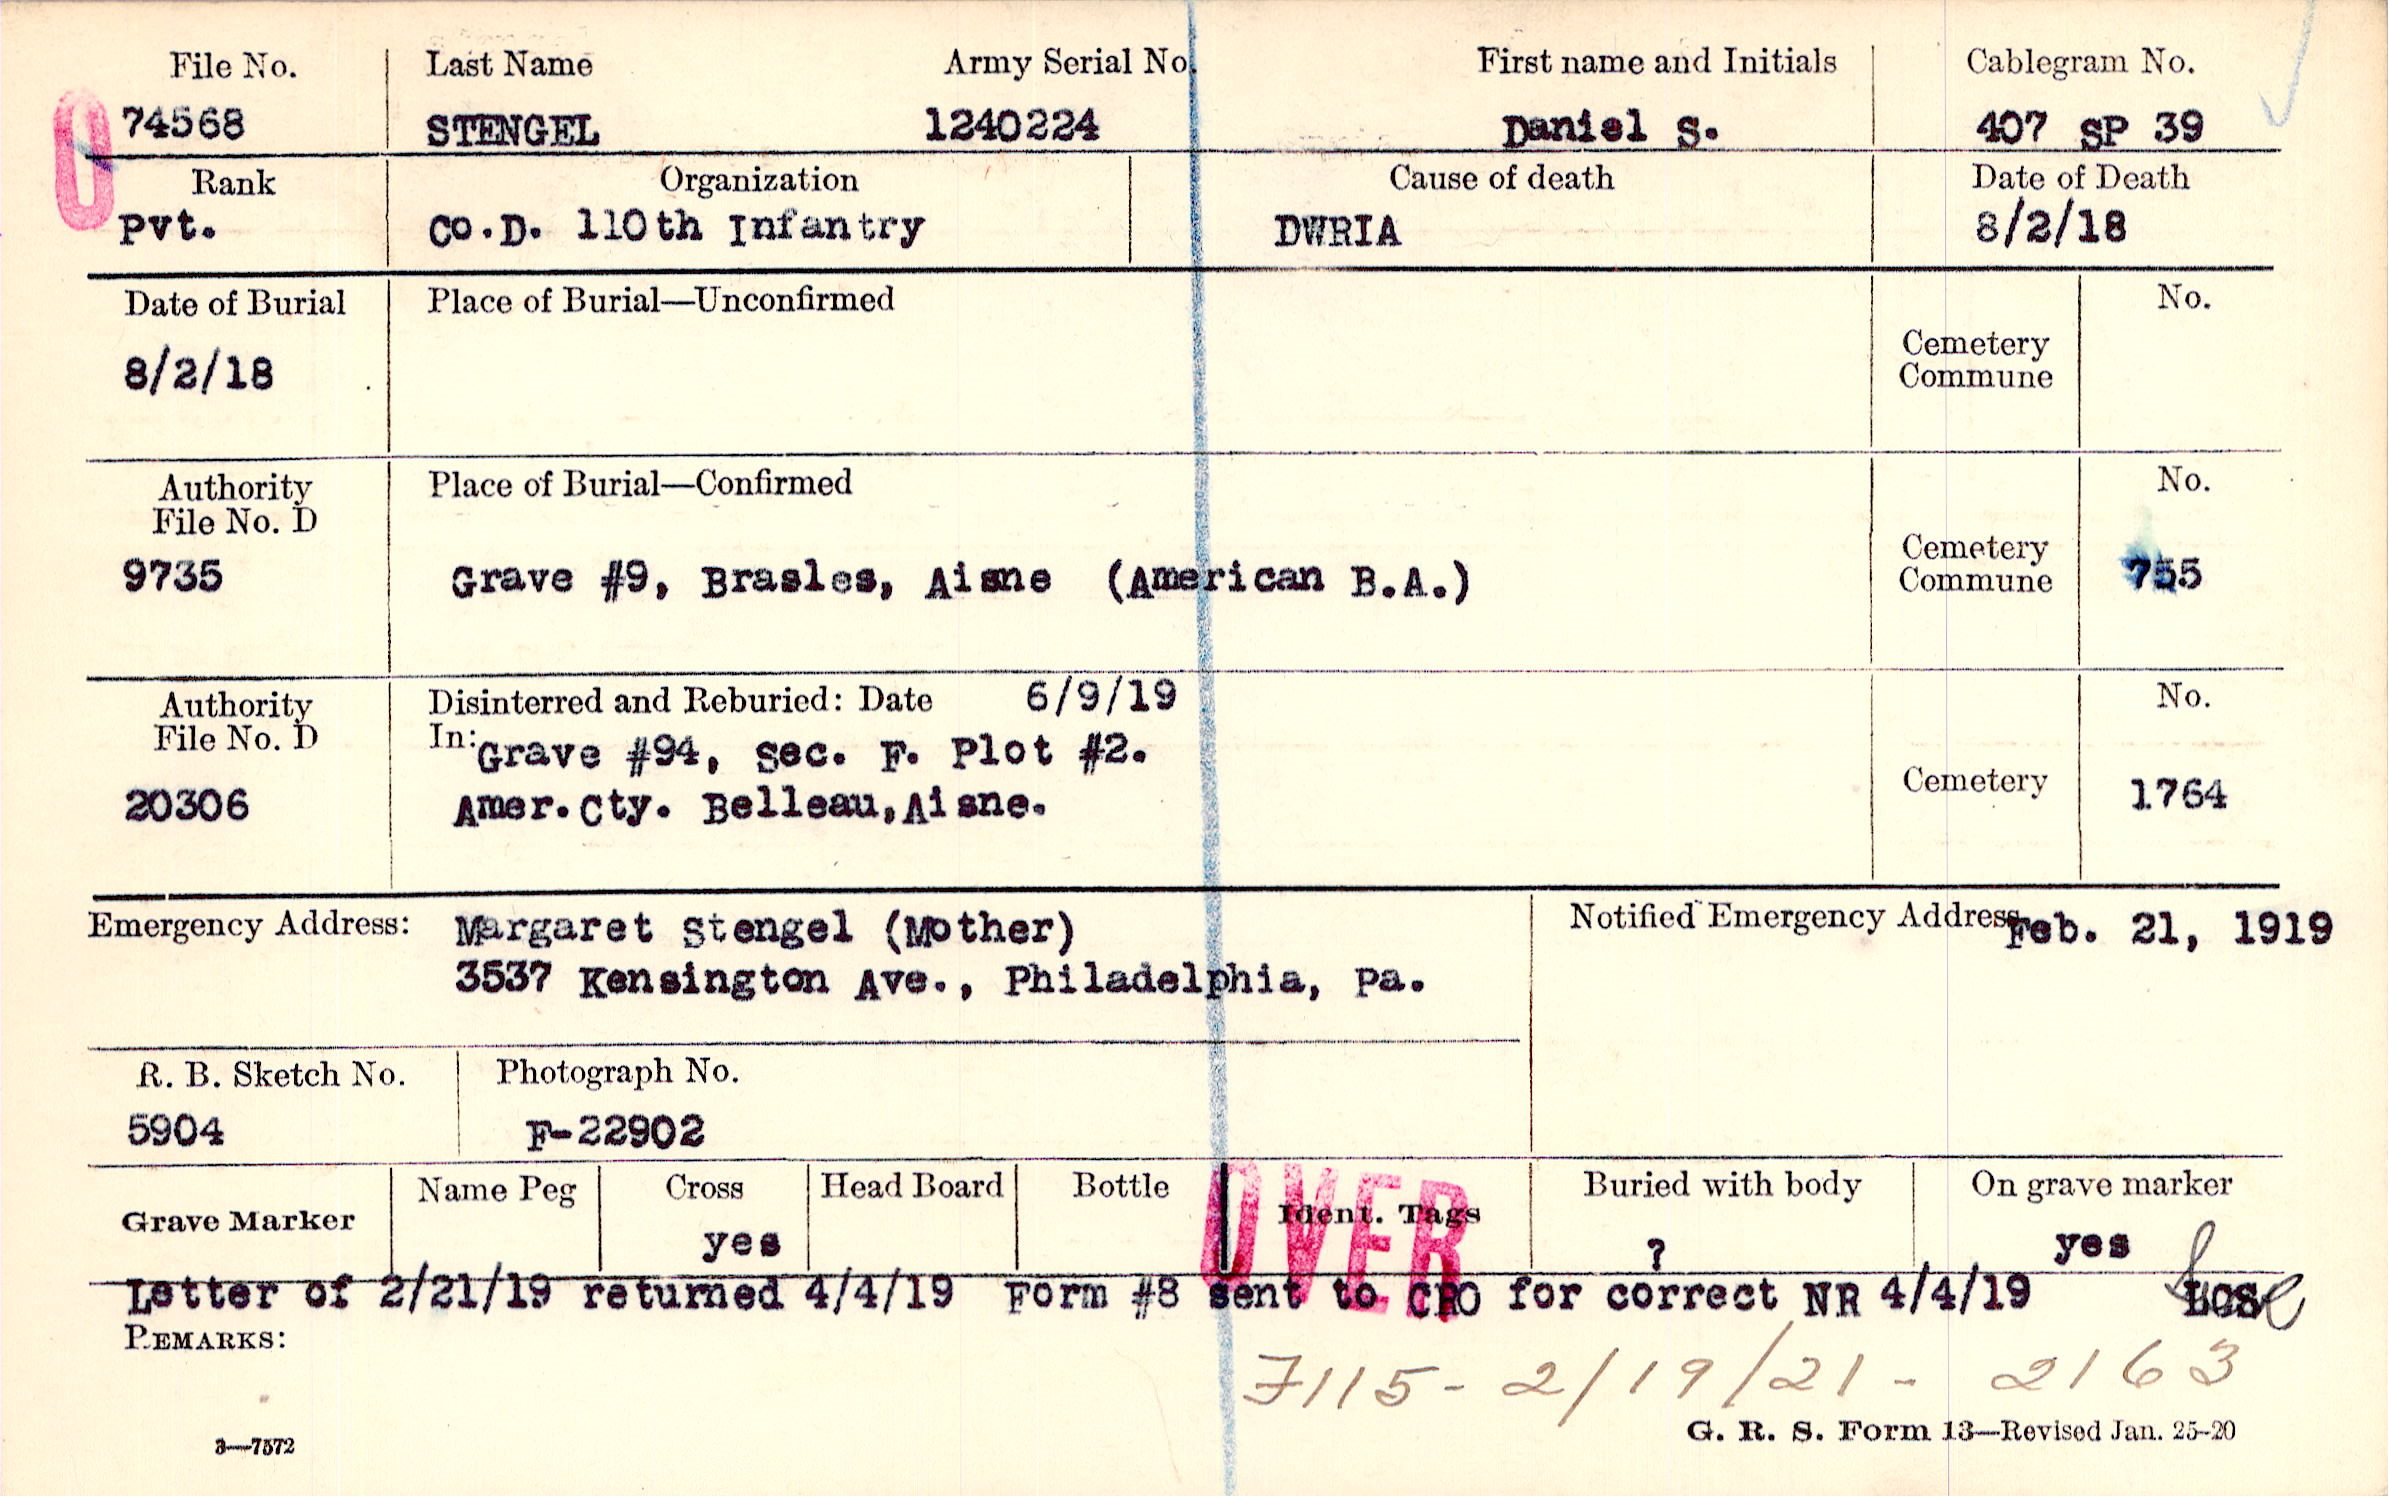 File No. Last Name Army Serial No. First name and Initials Cablegram No.
74568 STENGEL 1240224 Daniel S. 407 SP 39
Rank Organization Cause of death Date of Death
Pvt. Co.D. 110th Infantry DWRIA 8/2/18
Date of Burial Place of Burial—Unconfirmed No.
8/2/18 Cemetery
Commune
Authority Place of Burial—Confirmed No.
File No. D
9735 Grave #9, Brasles, Aisne (American B.A.) Cemetery 755
Commune
Authority Disinterred and Reburied: Date 6/9/19 No.
File No. D In: Grave #94, Sec. F. Plot #2.
20306 Amer.Cty. Belleau,Aisne. Cemetery 1764
Emergency Address: Margaret Stengel (Mother) Notified Emergency Address Feb. 21, 1919
3537 Kensington Ave., Philadelphia, Pa.
R. B. Sketch No. Photograph No.
5904 F-22902
Grave Marker Name Peg Cross Head Board Bottle Ident. Tags Buried with body On grave marker
yes OVER ? yes
Letter of 2/21/19 returned 4/4/19 Form #8 sent to CRO for correct NR 4/4/19
REMARKS:
7115- 2/19/21 - 2163
G. R. S. Form 13—Revised Jan. 25-20
3—7572